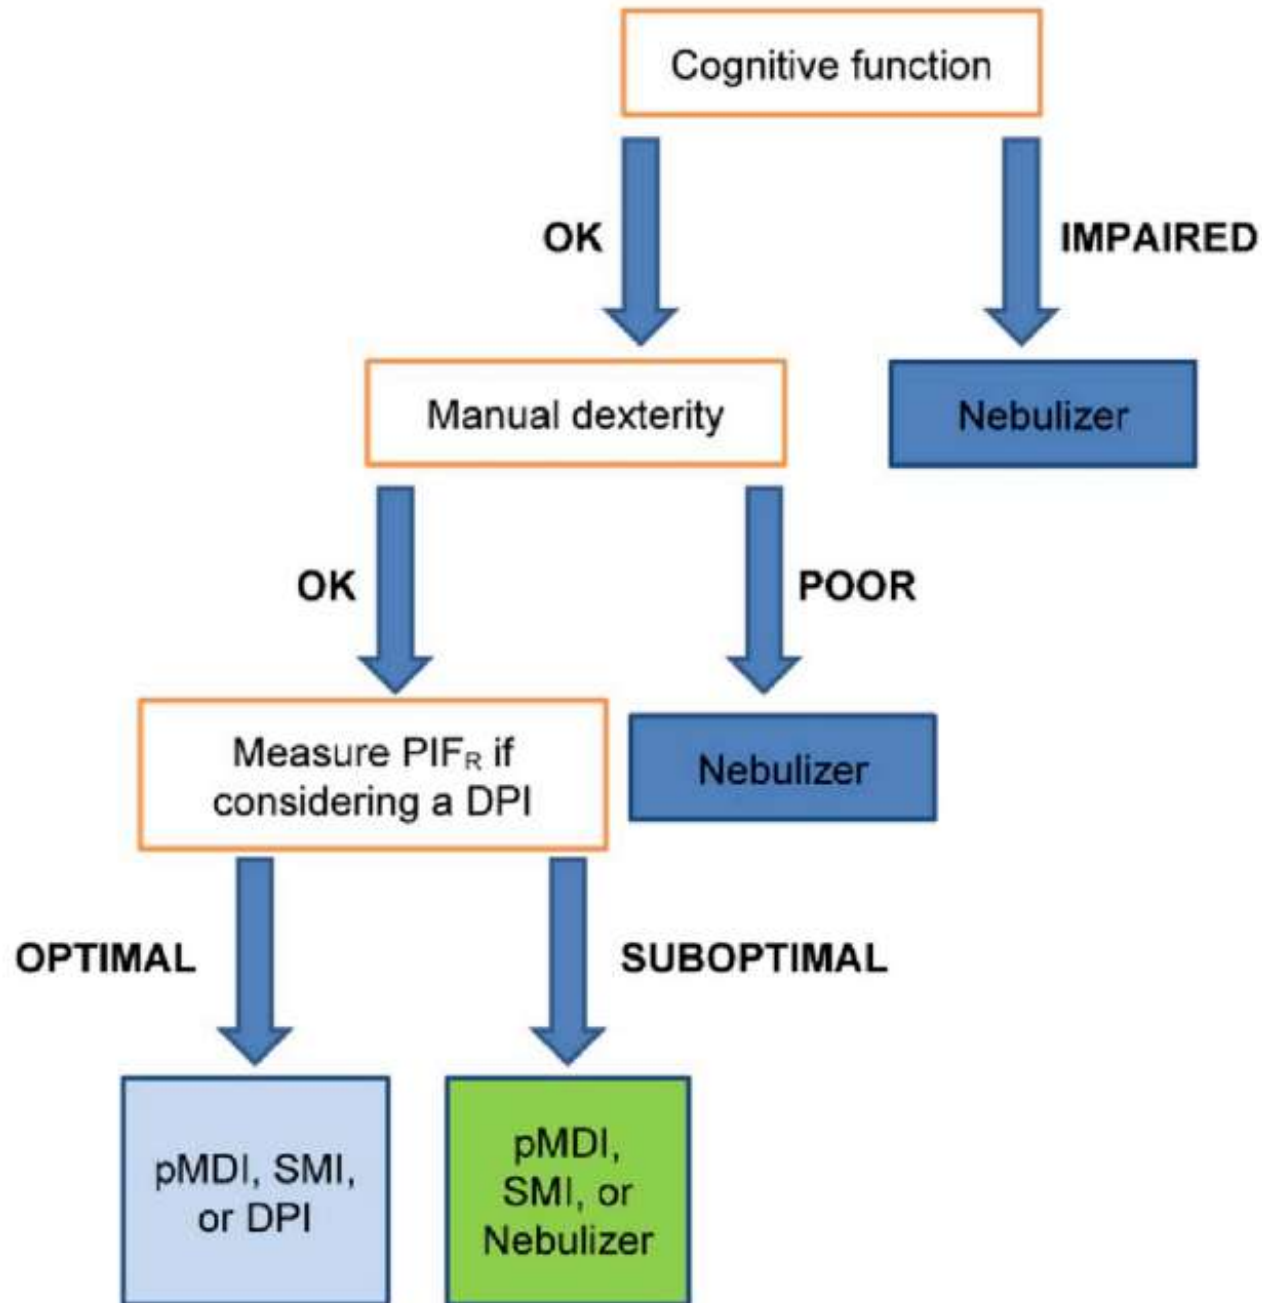 Cognitive function
OK
IMPAIRED
Manual dexterity
Nebulizer
OK
POOR
Measure PIFR if
considering a DPI
Nebulizer
OPTIMAL
SUBOPTIMAL
pMDI, SMI,
or DPI
pMDI,
SMI, or
Nebulizer